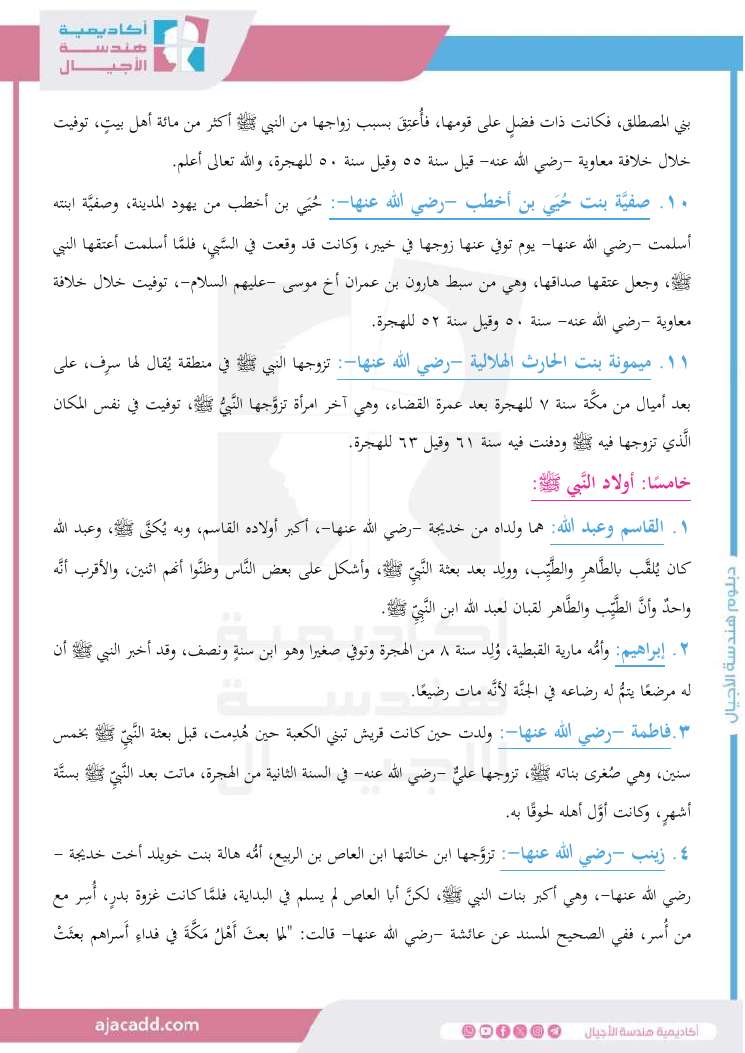 أكاديمية
هندسة
الأجيال
بني المصطلق، فكانت ذات فضلٍ على قومها، فأُعتِقَ بسبب زواجها من النبي ﷺ أكثر من مائة أهل بيتٍ، توفيت
خلال خلافة معاوية –رضي الله عنه– قيل سنة ٥٥ وقيل سنة ٥٠ للهجرة، والله تعالى أعلم.
١٠. صفيَّة بنت حُيَي بن أخطب –رضي الله عنها–: حُيَي بن أخطب من يهود المدينة، وصفيَّة ابنته
أسلمت –رضي الله عنها– يوم توفي عنها زوجها في خيبر، وكانت قد وقعت في السَّبي، فلمَّا أسلمت أعتقها النبي
ﷺ، وجعل عتقها صداقها، وهي من سبط هارون بن عمران أخ موسى –عليهم السلام–، توفيت خلال خلافة
معاوية –رضي الله عنه– سنة ٥٠ وقيل سنة ٥٢ للهجرة.
١١. ميمونة بنت الحارث الهلالية –رضي الله عنها–: تزوجها النبي ﷺ في منطقة يُقال لها سرِف، على
بعد أميال من مكَّة سنة ٧ للهجرة بعد عمرة القضاء، وهي آخر امرأة تزوَّجها النَّبيُّ ﷺ، توفيت في نفس المكان
الَّذي تزوجها فيه ﷺ ودفنت فيه سنة ٦١ وقيل ٦٣ للهجرة.
خامسًا: أولاد النَّبي ﷺ:
١. القاسم وعبد الله: هما ولداه من خديجة –رضي الله عنها–، أكبر أولاده القاسم، وبه يُكنَّى ﷺ، وعبد الله
كان يُلقَّب بالطَّاهرِ والطَّيِّب، وولِد بعد بعثة النَّبيِّ ﷺ، وأشكل على بعض النَّاس وظنُّوا أنهم اثنين، والأقرب أنَّه
واحدٌ وأنَّ الطَّيِّب والطَّاهر لقبان لعبد الله ابن النَّبِيِّ ﷺ.
٢. إبراهيم: وأمُّه مارية القبطية، وُلِد سنة ٨ من الهجرة وتوفي صغيرا وهو ابن سنةٍ ونصف، وقد أخبر النبي ﷺ أن
له مرضعًا يتمُّ له رضاعه في الجنَّة لأنَّه مات رضيعًا.
٣.فاطمة –رضي الله عنها–: ولدت حين كانت قريش تبني الكعبة حين هُدِمت، قبل بعثة النَّبيِّ ﷺ بخمس
سنين، وهي صُغرى بناته ﷺ، تزوجها عليٌّ –رضي الله عنه– في السنة الثانية من الهجرة، ماتت بعد النَّبيِّ ﷺ بستَّة
أشهرٍ، وكانت أوَّل أهله لحوقًا به.
٤. زينب –رضي الله عنها–: تزوَّجها ابن خالتها ابن العاص بن الربيع، أمُّه هالة بنت خويلد أخت خديجة –
رضي الله عنها–، وهي أكبر بنات النبي ﷺ، لكنَّ أبا العاص لم يسلم في البداية، فلمَّا كانت غزوة بدرٍ، أُسِر مع
من أُسر، ففي الصحيح المسند عن عائشة –رضي الله عنها– قالت: "لما بعثَ أَهْلُ مَكَّةَ في فداءِ أَسراهم بعثَتْ
دبلوم هندسة الأجيال
أكاديمية
هندسة
الأجيال
ajacadd.com
أكاديمية هندسة الأجيال